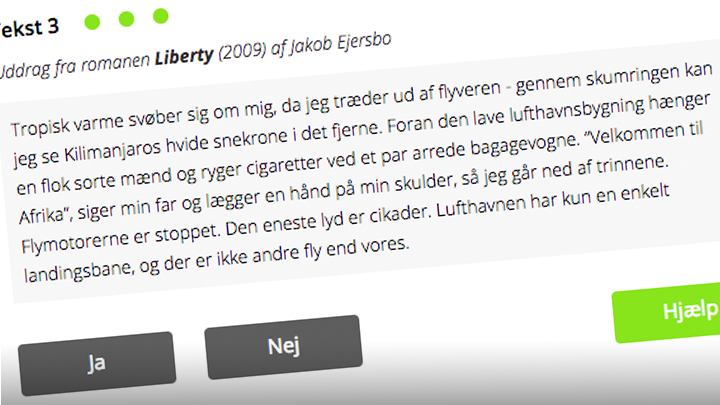 ekst 3
Uddrag fra romanen Liberty (2009) af Jakob Ejersbo
Tropisk varme svøber sig om mig, da jeg træder ud af flyveren - gennem skumringen kan
jeg se Kilimanjaros hvide snekrone i det fjerne. Foran den lave lufthavnsbygning hænger
en flok sorte mænd og ryger cigaretter ved et par arrede bagagevogne. ”Velkommen til
Afrika”, siger min far og lægger en hånd på min skulder, så jeg går ned af trinnene.
Flymotorerne er stoppet. Den eneste lyd er cikader. Lufthavnen har kun en enkelt
landingsbane, og der er ikke andre fly end vores.
Ja
Nej
Hjælp